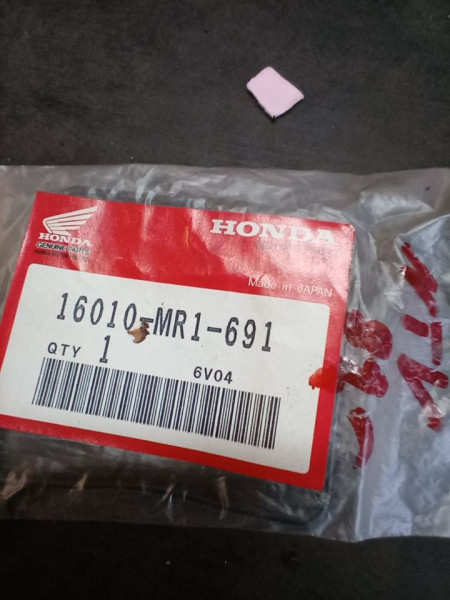 HONDA
GENUINE PARTS
HONDA
Made in JAPAN
16010-MR1-691
QTY 1
6V04